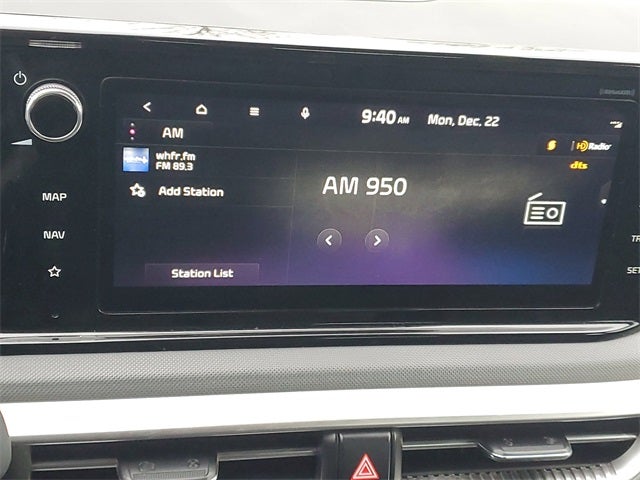 SiriusXM
9:40 AM Mon, Dec. 22
AM
HD Radio
whfr.fm
FM 89.3
dts
Add Station
AM 950
MAP
NAV
Station List